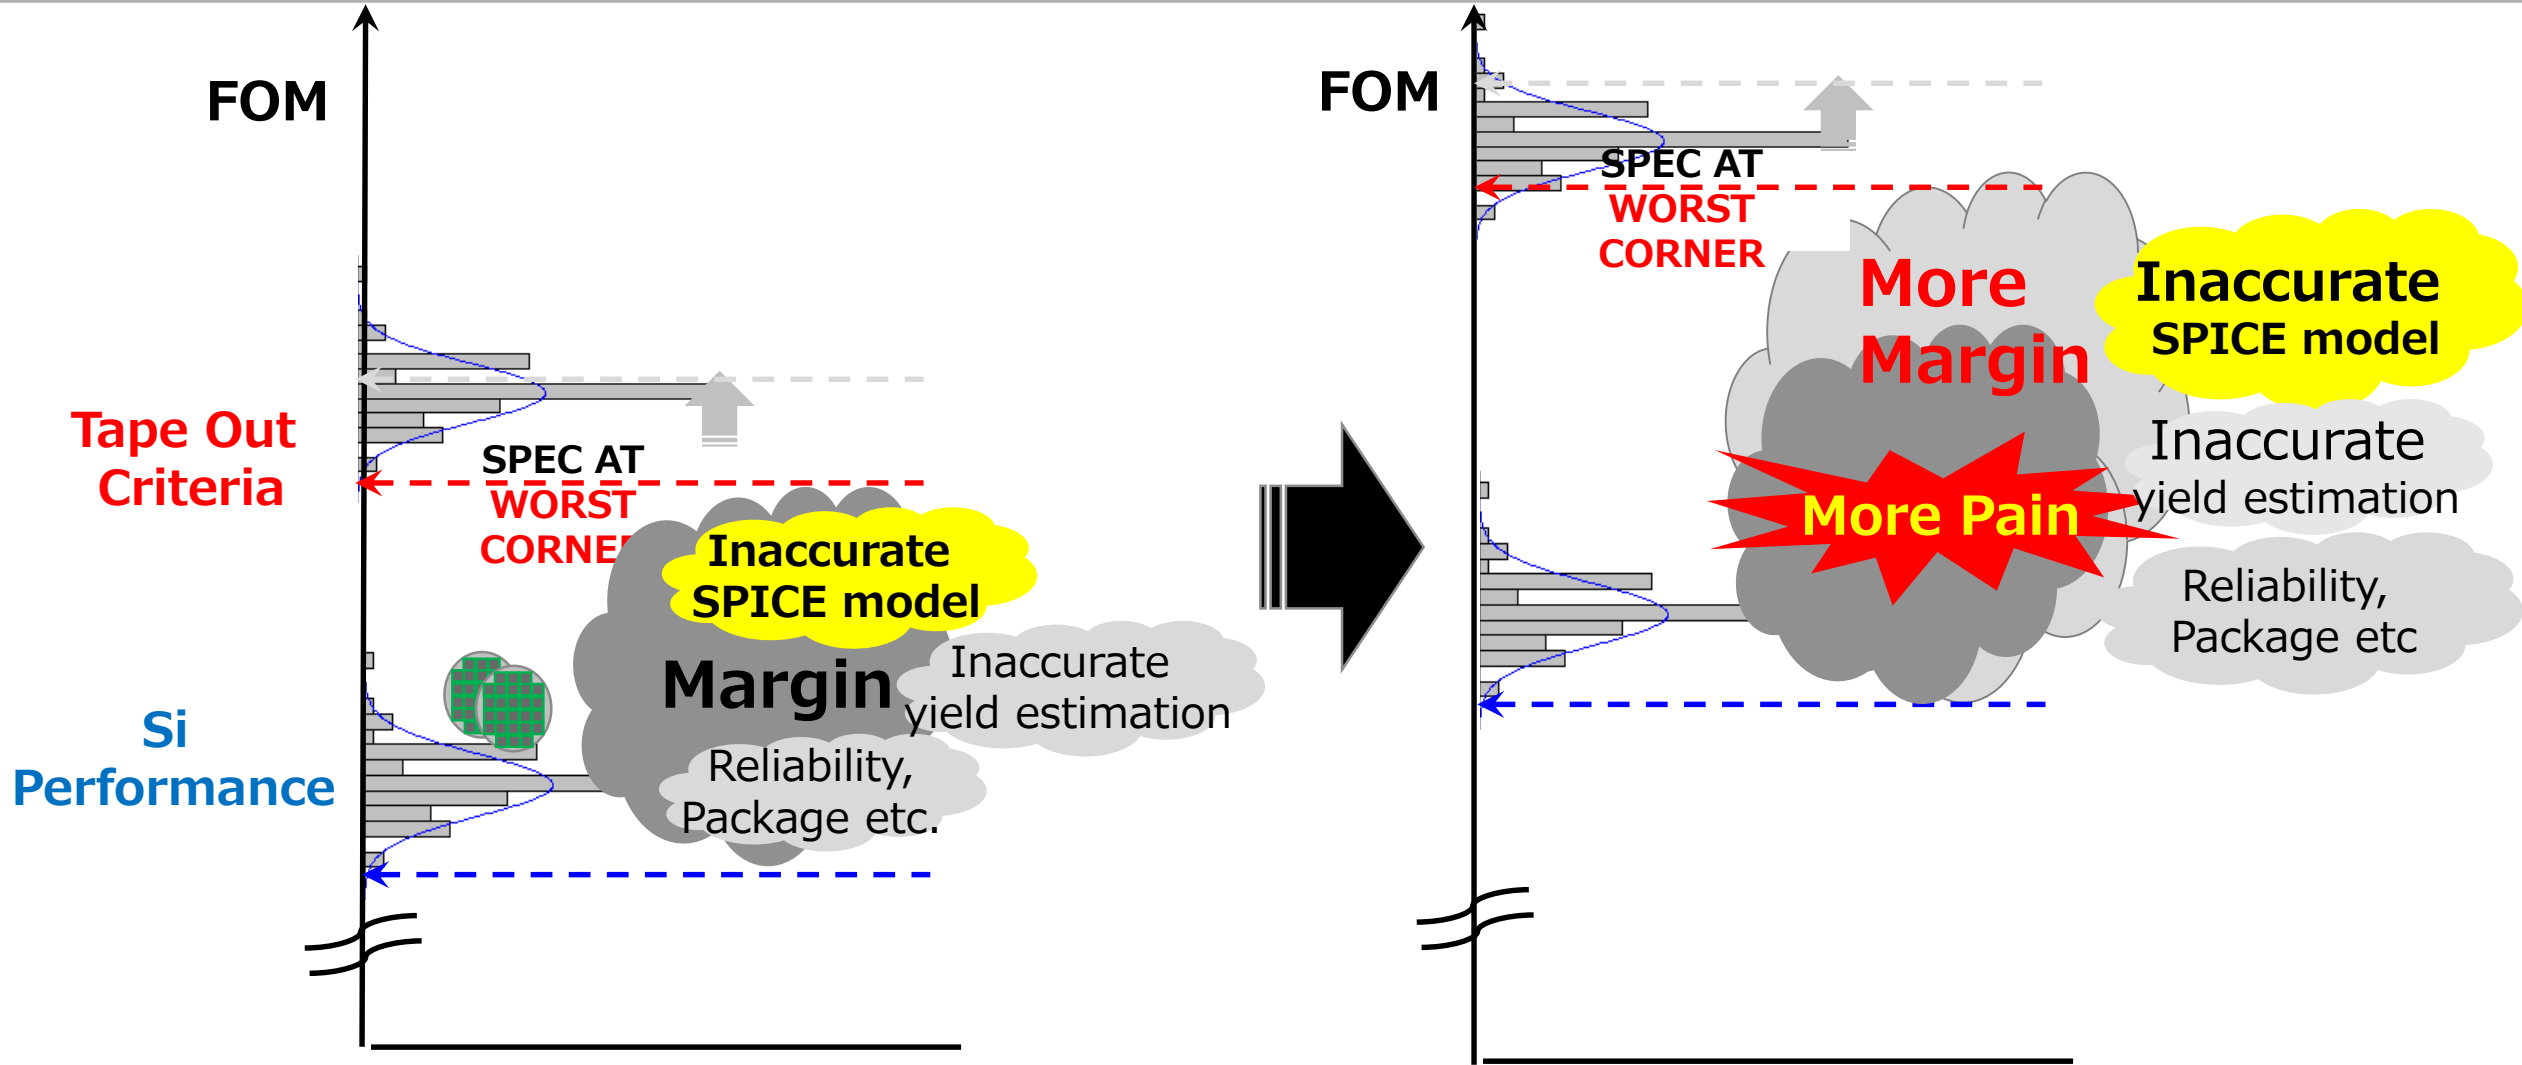 FOM
Tape Out
Criteria
SPEC AT
WORST
CORNER
Inaccurate
SPICE model
Margin
Inaccurate
yield estimation
Reliability,
Package etc.
Si
Performance
FOM
SPEC AT
WORST
CORNER
More
Margin
Inaccurate
SPICE model
Inaccurate
yield estimation
More Pain
Reliability,
Package etc